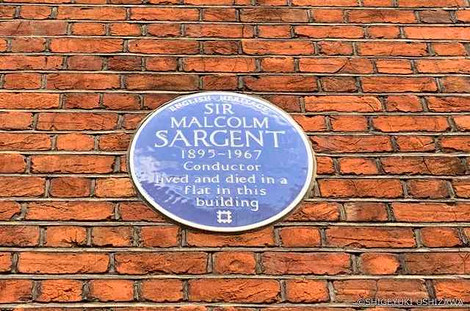 ENGLISH HERITAGE
SIR
MALCOLM
SARGENT
1895-1967
Conductor
lived and died in a
flat in this
building
©SHIGEYUKI USHIZAWA